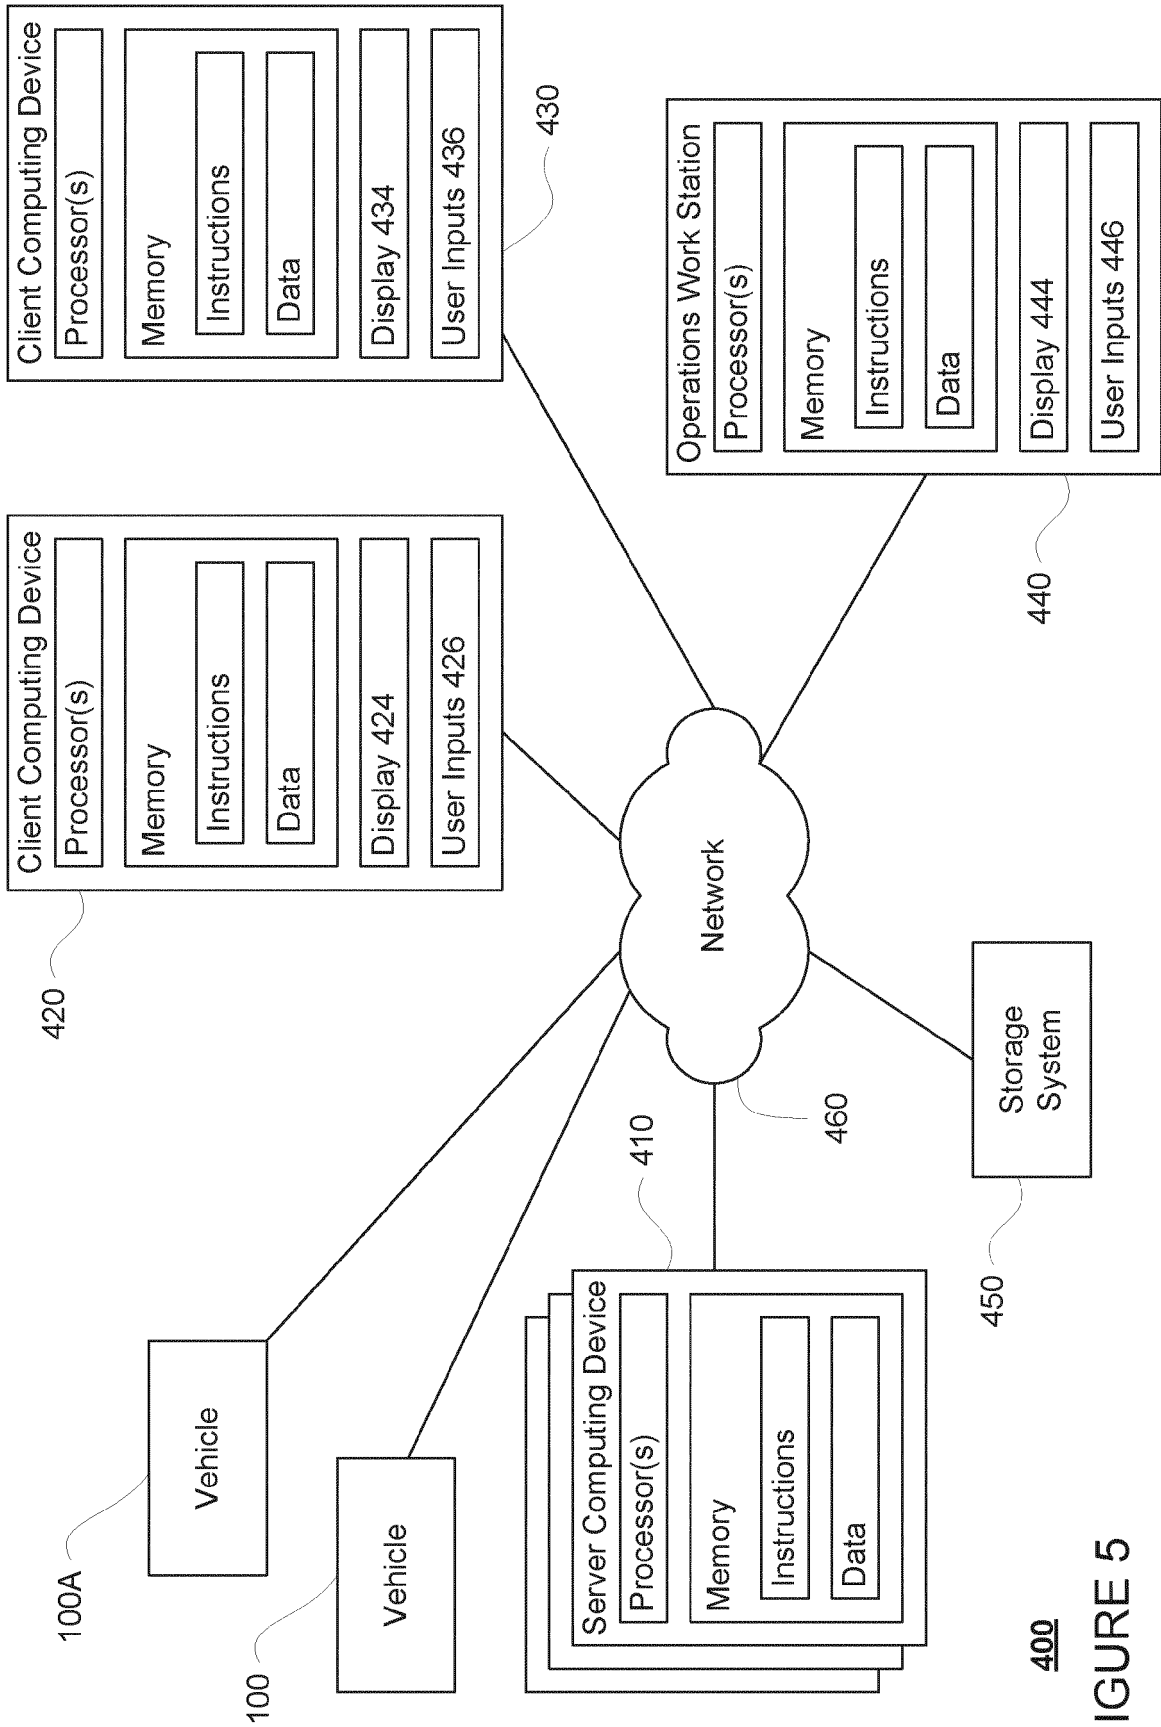 100A
Vehicle
100
Vehicle
Server Computing Device
Processor(s)
Memory
Instructions
Data
410
420
Client Computing Device
Processor(s)
Memory
Instructions
Data
Display 424
User Inputs 426
Client Computing Device
Processor(s)
Memory
Instructions
Data
Display 434
User Inputs 436
430
Network
460
Storage
System
450
Operations Work Station
Processor(s)
Memory
Instructions
Data
Display 444
User Inputs 446
440
400
IGURE 5